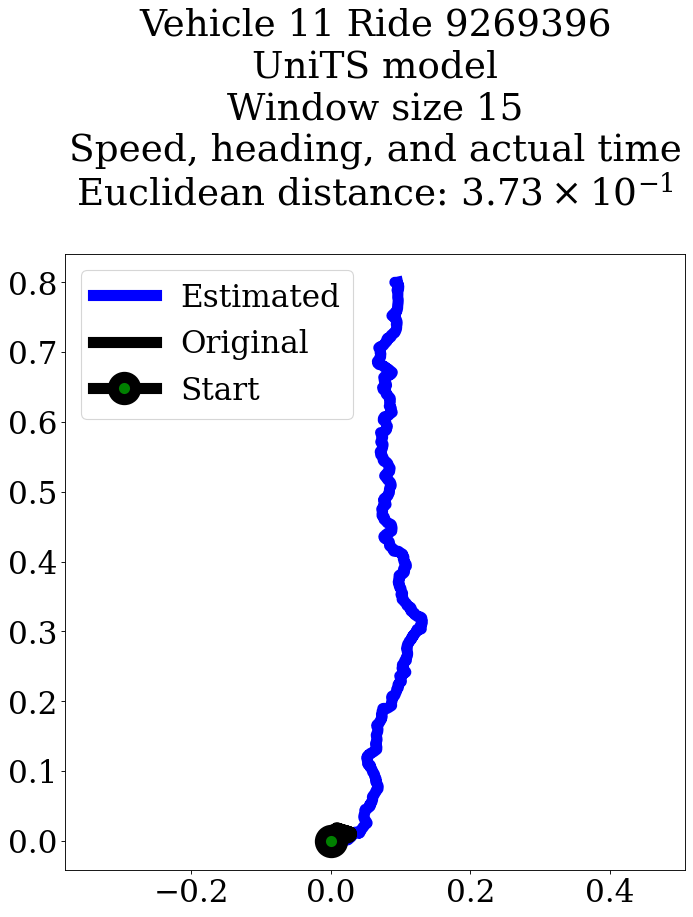 Vehicle 11 Ride 9269396
UniTS model
Window size 15
Speed, heading, and actual time
Euclidean distance: 3.73 × 10⁻¹
Estimated
Original
Start
0.8
0.7
0.6
0.5
0.4
0.3
0.2
0.1
0.0
−0.2 0.0 0.2 0.4